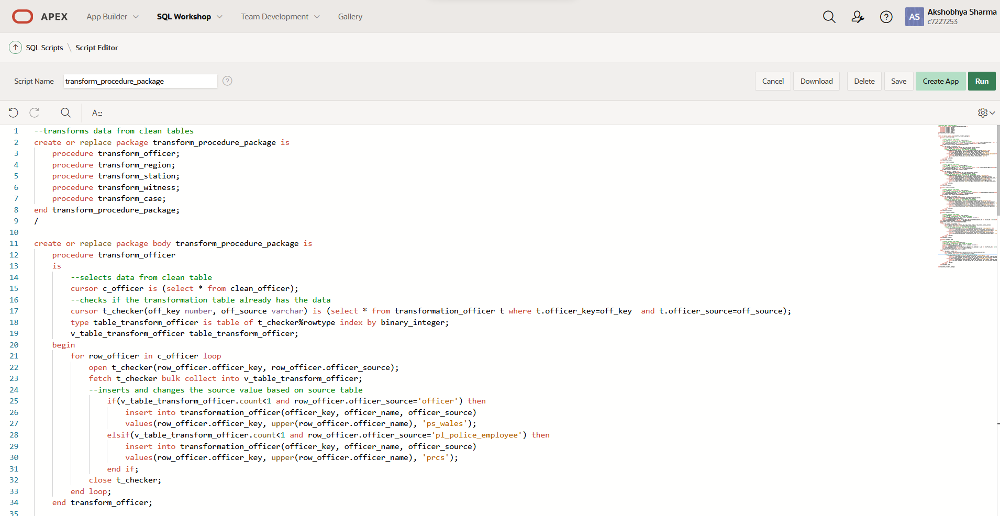 APEX App Builder SQL Workshop Team Development Gallery AS Akshobhya Sharma
c7227253
SQL Scripts \ Script Editor
Script Name transform_procedure_package Cancel Download Delete Save Create App Run
1 --transforms data from clean tables
2 create or replace package transform_procedure_package is
3 procedure transform_officer;
4 procedure transform_region;
5 procedure transform_station;
6 procedure transform_witness;
7 procedure transform_case;
8 end transform_procedure_package;
9 /
10
11 create or replace package body transform_procedure_package is
12 procedure transform_officer
13 is
14 --selects data from clean table
15 cursor c_officer is (select * from clean_officer);
16 --checks if the transformation table already has the data
17 cursor t_checker(off_key number, off_source varchar) is (select * from transformation_officer t where t.officer_key=off_key  and t.officer_source=off_source);
18 type table_transform_officer is table of t_checker%rowtype index by binary_integer;
19 v_table_transform_officer table_transform_officer;
20 begin
21 for row_officer in c_officer loop
22 open t_checker(row_officer.officer_key, row_officer.officer_source);
23 fetch t_checker bulk collect into v_table_transform_officer;
24 --inserts and changes the source value based on source table
25 if(v_table_transform_officer.count<1 and row_officer.officer_source='officer') then
26 insert into transformation_officer(officer_key, officer_name, officer_source)
27 values(row_officer.officer_key, upper(row_officer.officer_name), 'ps_wales');
28 elsif(v_table_transform_officer.count<1 and row_officer.officer_source='pl_police_employee') then
29 insert into transformation_officer(officer_key, officer_name, officer_source)
30 values(row_officer.officer_key, upper(row_officer.officer_name), 'prcs');
31 end if;
32 close t_checker;
33 end loop;
34 end transform_officer;
35